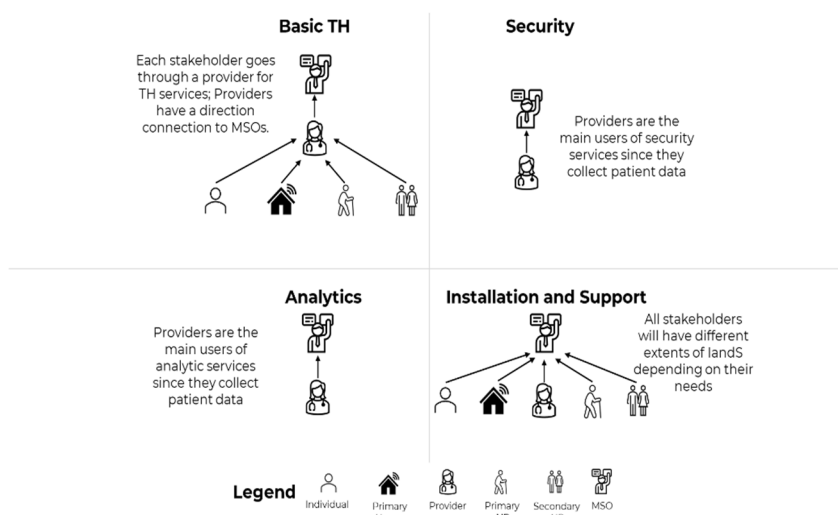 Basic TH
Each stakeholder goes
through a provider for
TH services; Providers
have a direction
connection to MSOs.
Security
Providers are the
main users of security
services since they
collect patient data
Analytics
Providers are the
main users of
analytic services
since they collect
patient data
Installation and Support
All stakeholders
will have different
extents of IandS
depending on their
needs
Legend
Individual
Primary
Provider
Primary
Secondary
MSO